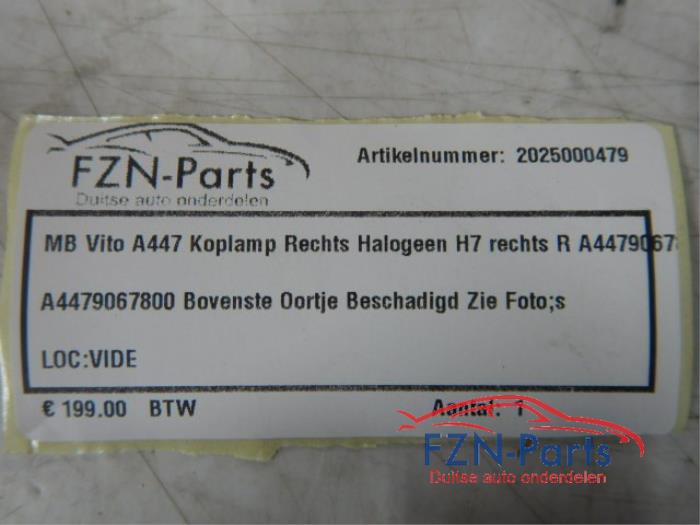 FZN-Parts
Duitse auto onderdelen
Artikelnummer: 2025000479
MB Vito A447 Koplamp Rechts Halogeen H7 rechts R A4479067
A4479067800 Bovenste Oortje Beschadigd Zie Foto;s
LOC:VIDE
€ 199.00 BTW
Aantal: 1
FZN-Parts
Duitse auto onderdelen